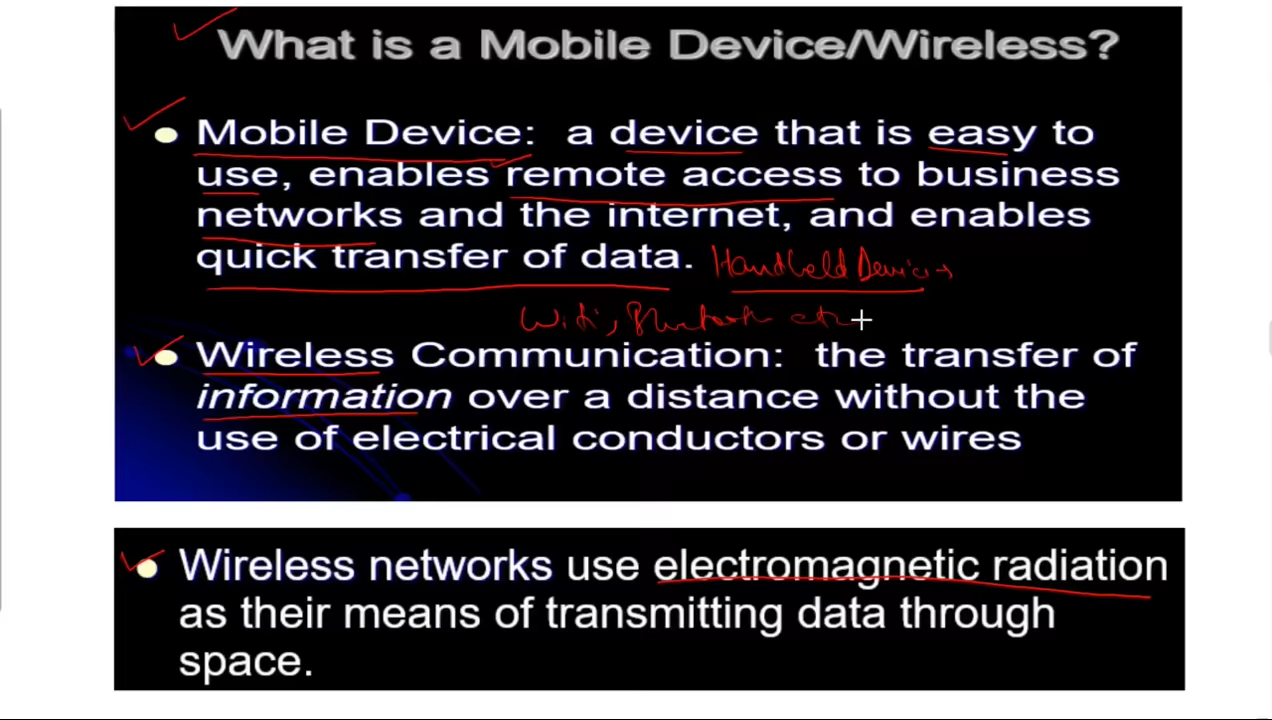 What is a Mobile Device/Wireless?
Mobile Device: a device that is easy to
use, enables remote access to business
networks and the internet, and enables
quick transfer of data. Handheld Devices
Wifi, Bluetooth etc
Wireless Communication: the transfer of
information over a distance without the
use of electrical conductors or wires
Wireless networks use electromagnetic radiation
as their means of transmitting data through
space.